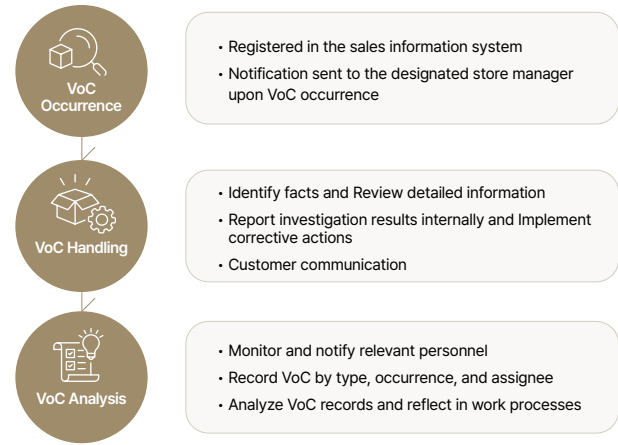 VoC
Occurrence
• Registered in the sales information system
• Notification sent to the designated store manager
upon VoC occurrence
VoC Handling
• Identify facts and Review detailed information
• Report investigation results internally and Implement
corrective actions
• Customer communication
VoC Analysis
• Monitor and notify relevant personnel
• Record VoC by type, occurrence, and assignee
• Analyze VoC records and reflect in work processes